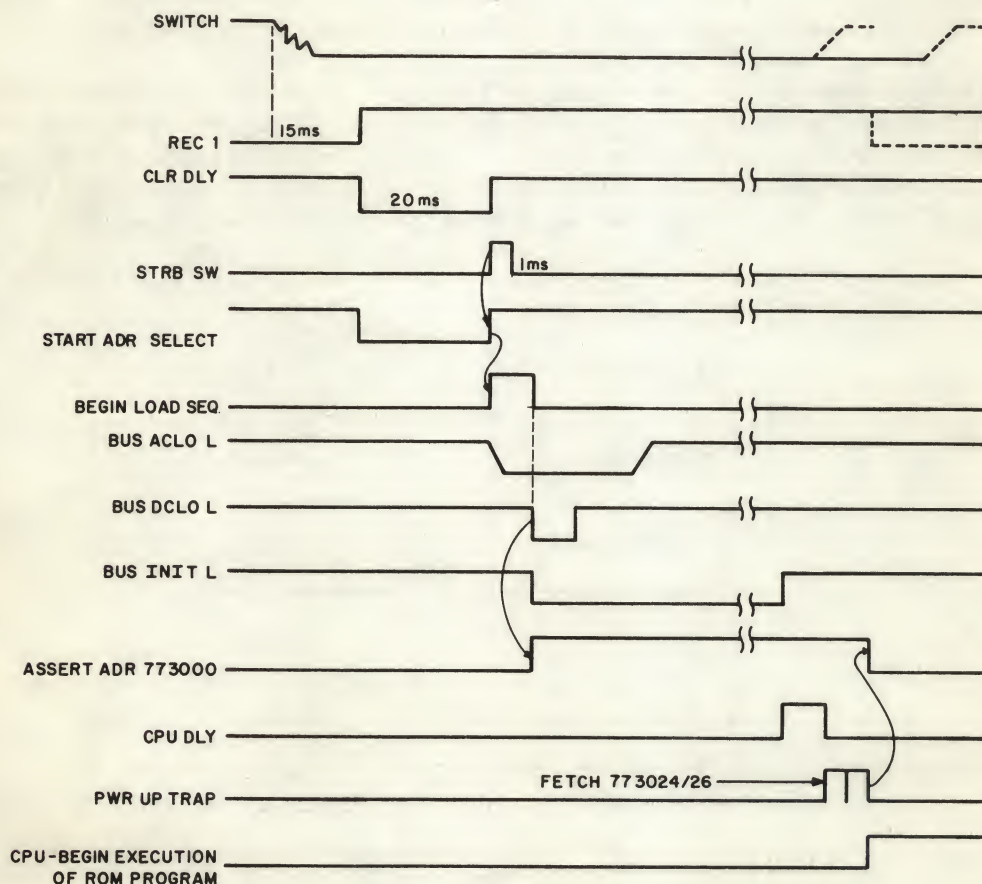 SWITCH
15ms
REC 1
CLR DLY
20 ms
STRB SW
1ms
START ADR SELECT
BEGIN LOAD SEQ.
BUS ACLO L
BUS DCLO L
BUS INIT L
ASSERT ADR 773000
CPU DLY
FETCH 773024/26
PWR UP TRAP
CPU-BEGIN EXECUTION
OF ROM PROGRAM